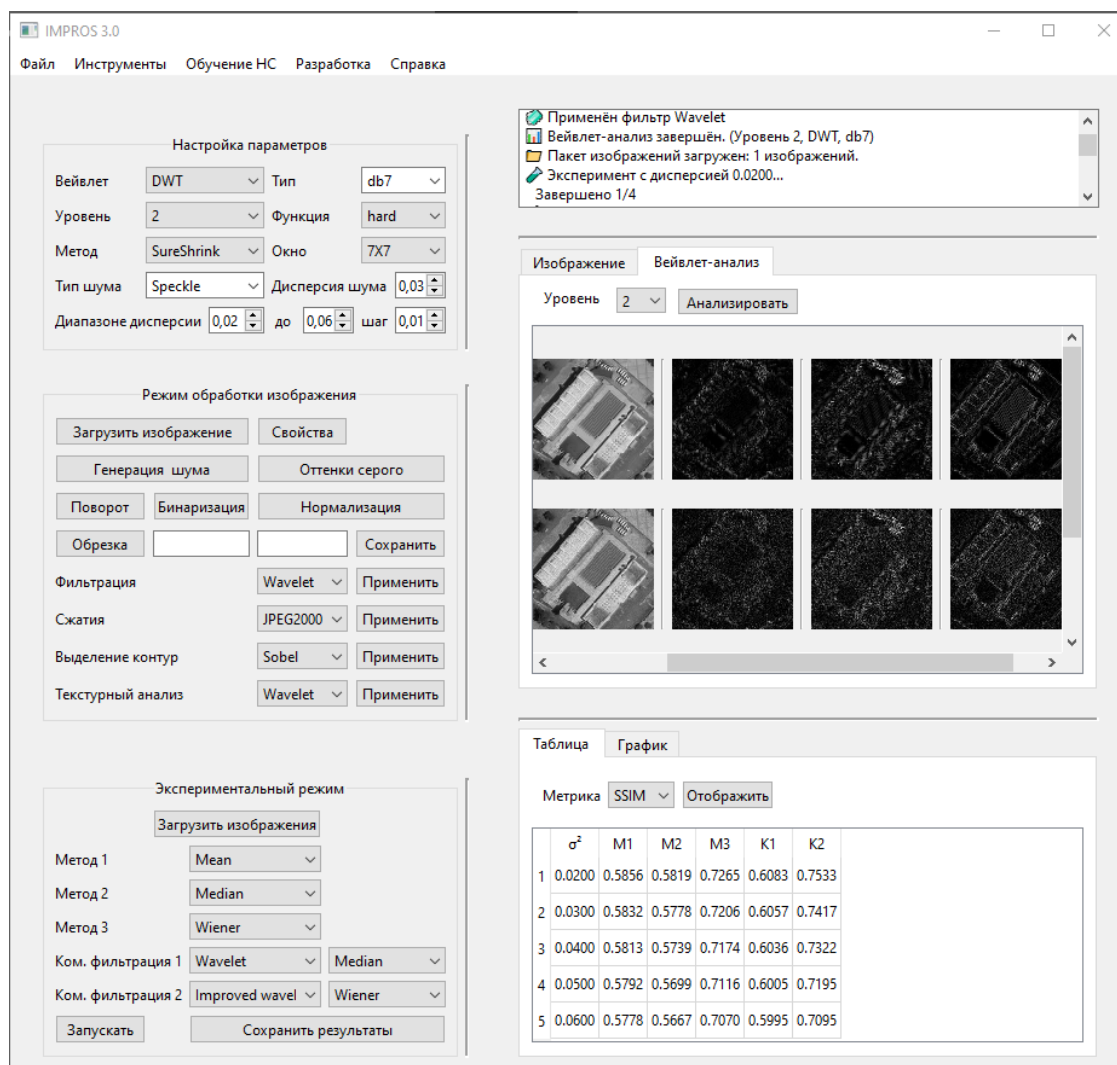 IMPROS 3.0
Файл Инструменты Обучение НС Разработка Справка
Настройка параметров
Вейвлет DWT Тип db7
Уровень 2 Функция hard
Метод SureShrink Окно 7X7
Тип шума Speckle Дисперсия шума 0,03
Диапазоне дисперсии 0,02 до 0,06 шаг 0,01
Режим обработки изображения
Загрузить изображение Свойства
Генерация шума Оттенки серого
Поворот Бинаризация Нормализация
Обрезка Сохранить
Фильтрация Wavelet Применить
Сжатия JPEG2000 Применить
Выделение контур Sobel Применить
Текстурный анализ Wavelet Применить
Экспериментальный режим
Загрузить изображения
Метод 1 Mean
Метод 2 Median
Метод 3 Wiener
Ком. фильтрация 1 Wavelet Median
Ком. фильтрация 2 Improved wavel Wiener
Запускать Сохранить результаты
Применён фильтр Wavelet
Вейвлет-анализ завершён. (Уровень 2, DWT, db7)
Пакет изображений загружен: 1 изображений.
Эксперимент с дисперсией 0.0200...
Завершено 1/4
Изображение Вейвлет-анализ
Уровень 2 Анализировать
Таблица График
Метрика SSIM Отображить
σ² M1 M2 M3 K1 K2
1 0.0200 0.5856 0.5819 0.7265 0.6083 0.7533
2 0.0300 0.5832 0.5778 0.7206 0.6057 0.7417
3 0.0400 0.5813 0.5739 0.7174 0.6036 0.7322
4 0.0500 0.5792 0.5699 0.7116 0.6005 0.7195
5 0.0600 0.5778 0.5667 0.7070 0.5995 0.7095